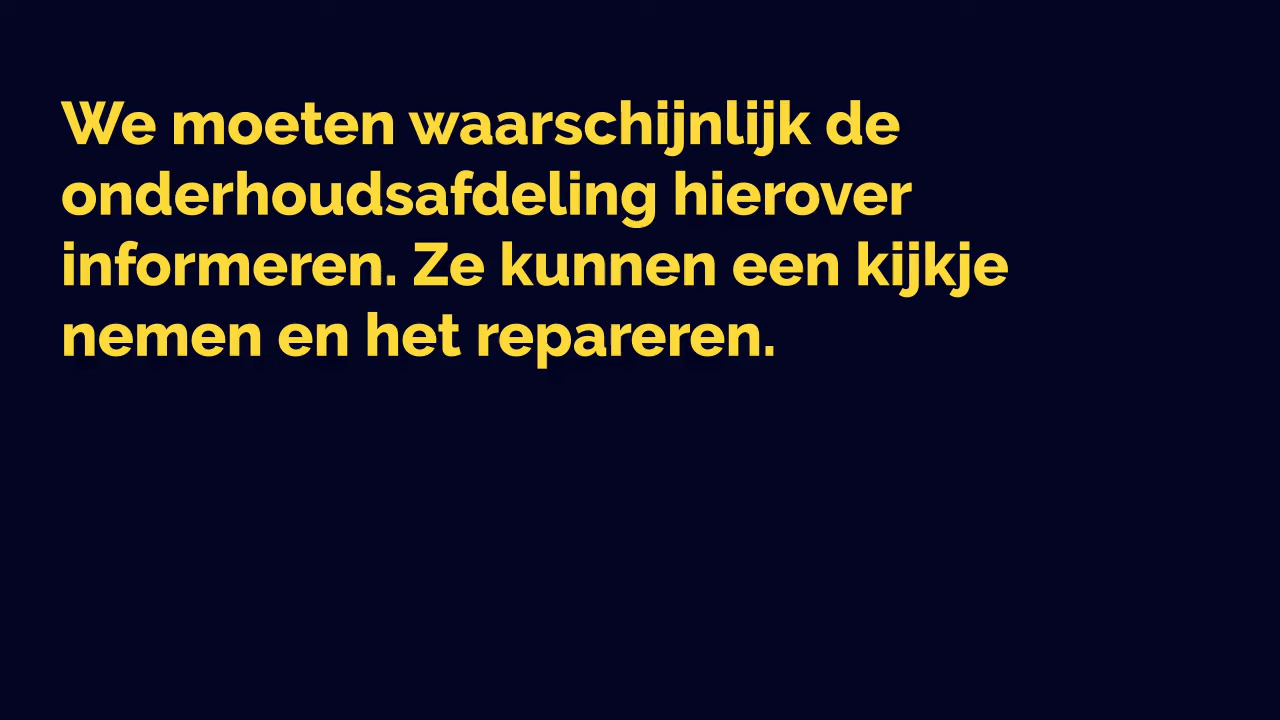 We moeten waarschijnlijk de
onderhoudsafdeling hierover
informeren. Ze kunnen een kijkje
nemen en het repareren.